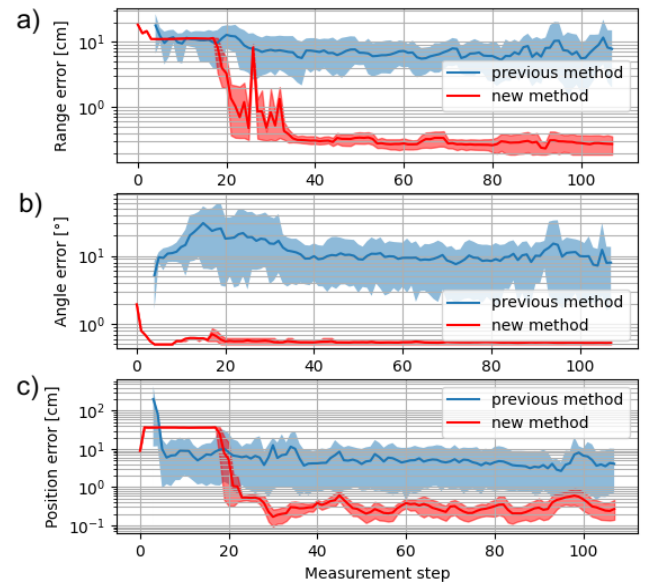 a)
Range error [cm]
10¹
10⁰
previous method
new method
0 20 40 60 80 100
b)
Angle error [°]
10¹
10⁰
previous method
new method
0 20 40 60 80 100
c)
Position error [cm]
10²
10¹
10⁰
10⁻¹
previous method
new method
0 20 40 60 80 100
Measurement step